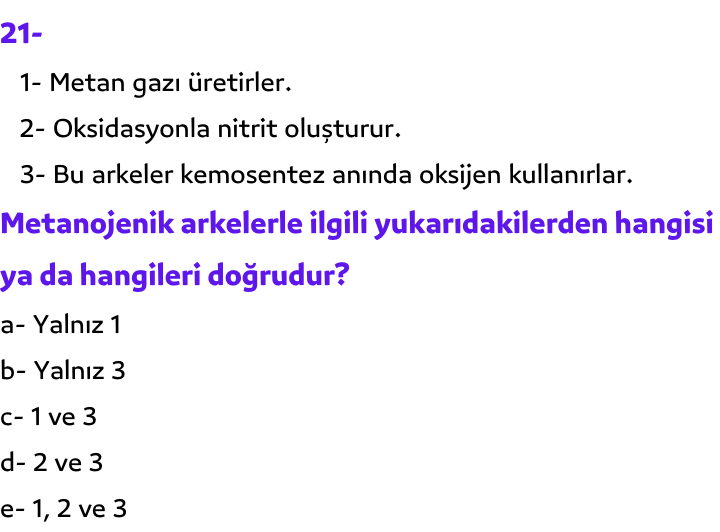 21-
1- Metan gazı üretirler.
2- Oksidasyonla nitrit oluşturur.
3- Bu arkeler kemosentez anında oksijen kullanırlar.
Metanojenik arkelerle ilgili yukarıdakilerden hangisi
ya da hangileri doğrudur?
a- Yalnız 1
b- Yalnız 3
c- 1 ve 3
d- 2 ve 3
e- 1, 2 ve 3